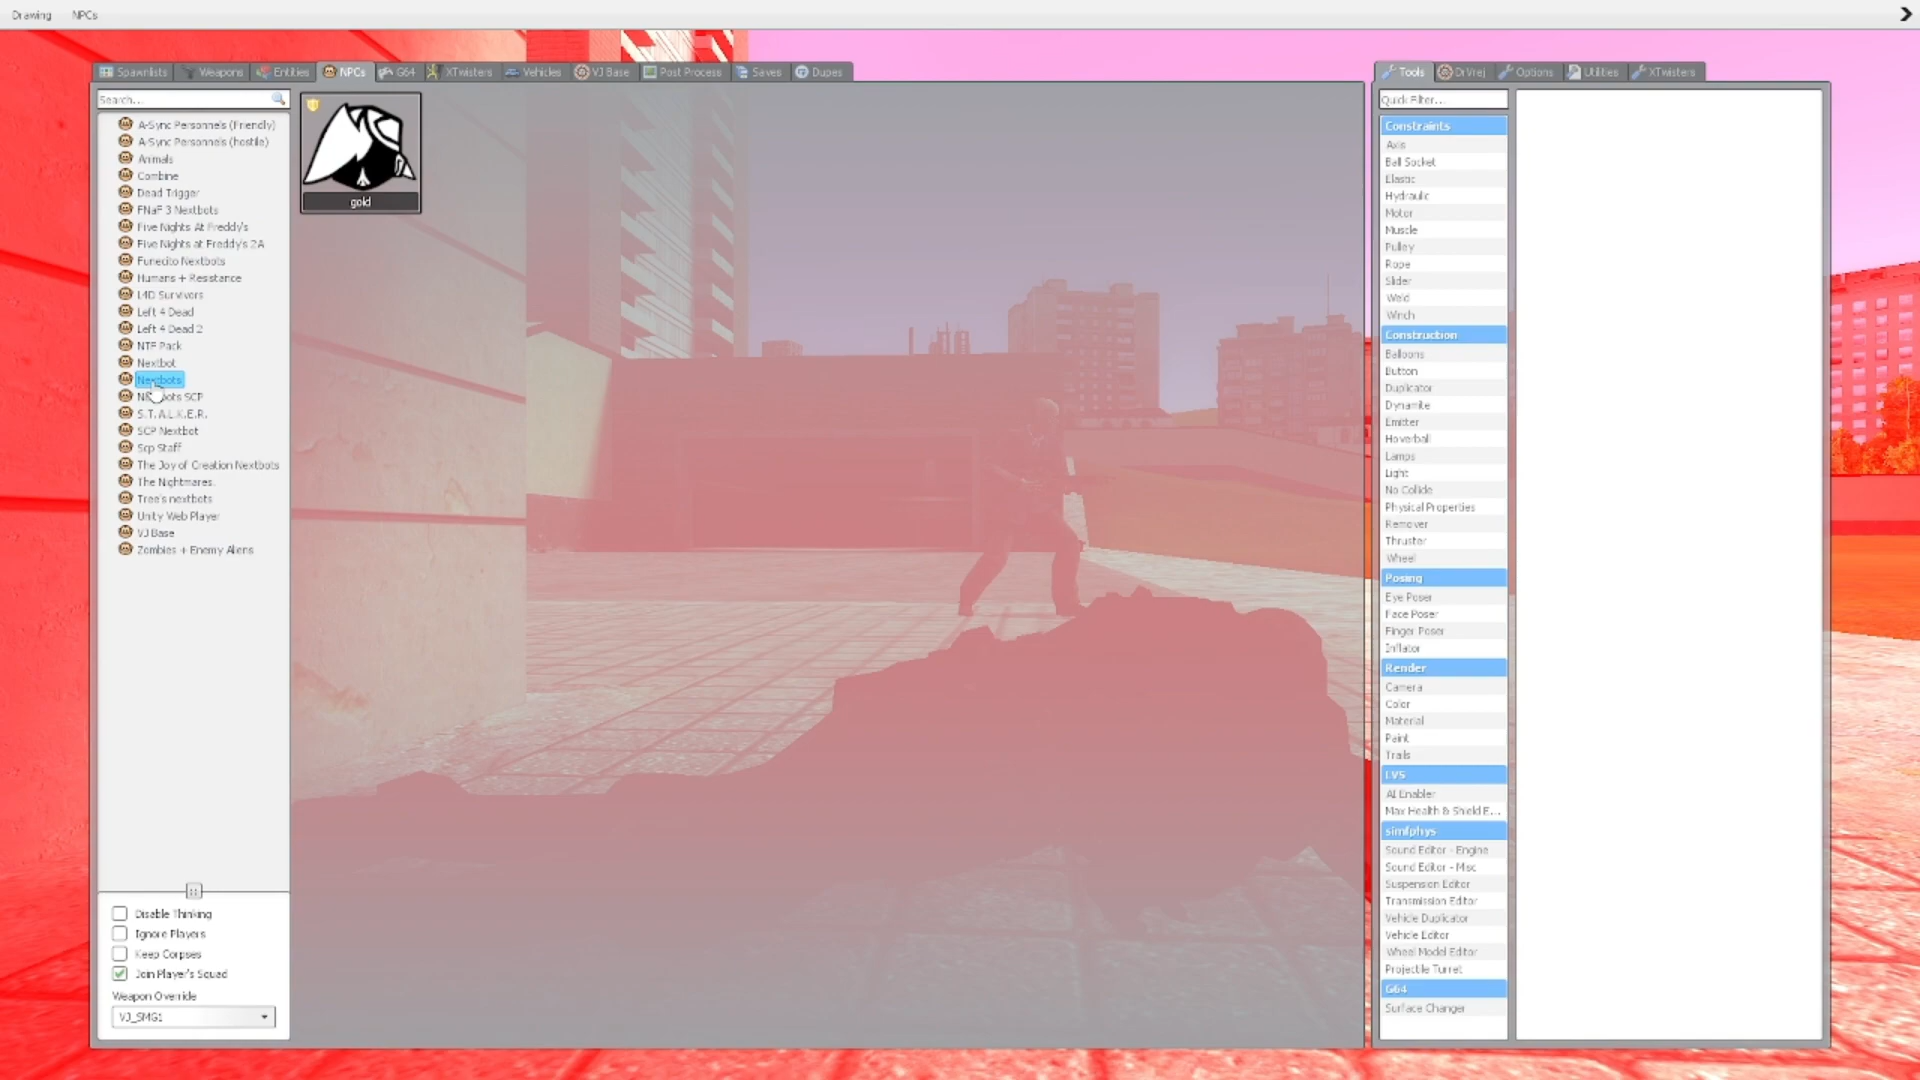 Drawing NPCs
Spawnlists Weapons Entities NPCs G64 XTwisters Vehicles VJ Base Post Process Saves Dupes
Search...
A-Sync Personnels (Friendly)
A-Sync Personnels (hostile)
Animals
Combine
Dead Trigger
FNaF 3 Nextbots
Five Nights At Freddy's
Five Nights at Freddy's 2A
Funecito Nextbots
Humans + Resistance
L4D Survivors
Left 4 Dead
Left 4 Dead 2
NTF Pack
Nextbot
Nextbots
S.T.A.L.K.E.R.
SCP Nextbot
Scp Staff
The Joy of Creation Nextbots
The Nightmares.
Tree's nextbots
Unity Web Player
VJ Base
Zombies + Enemy Aliens
Disable Thinking
Ignore Players
Keep Corpses
Join Player's Squad
Weapon Override
VJ_SMG1
gold
Tools DrVrej Options Utilities XTwisters
Quick Filter...
Constraints
Axis
Ball Socket
Elastic
Hydraulic
Motor
Muscle
Pulley
Rope
Slider
Weld
Winch
Construction
Balloons
Button
Duplicator
Dynamite
Emitter
Hoverball
Lamps
Light
No Collide
Physical Properties
Remover
Thruster
Wheel
Posing
Eye Poser
Face Poser
Finger Poser
Inflator
Render
Camera
Color
Material
Paint
Trails
LVS
AI Enabler
Max Health & Shield E...
simfphys
Sound Editor - Engine
Sound Editor - Misc
Suspension Editor
Transmission Editor
Vehicle Duplicator
Vehicle Editor
Wheel Model Editor
Projectile Turret
G64
Surface Changer